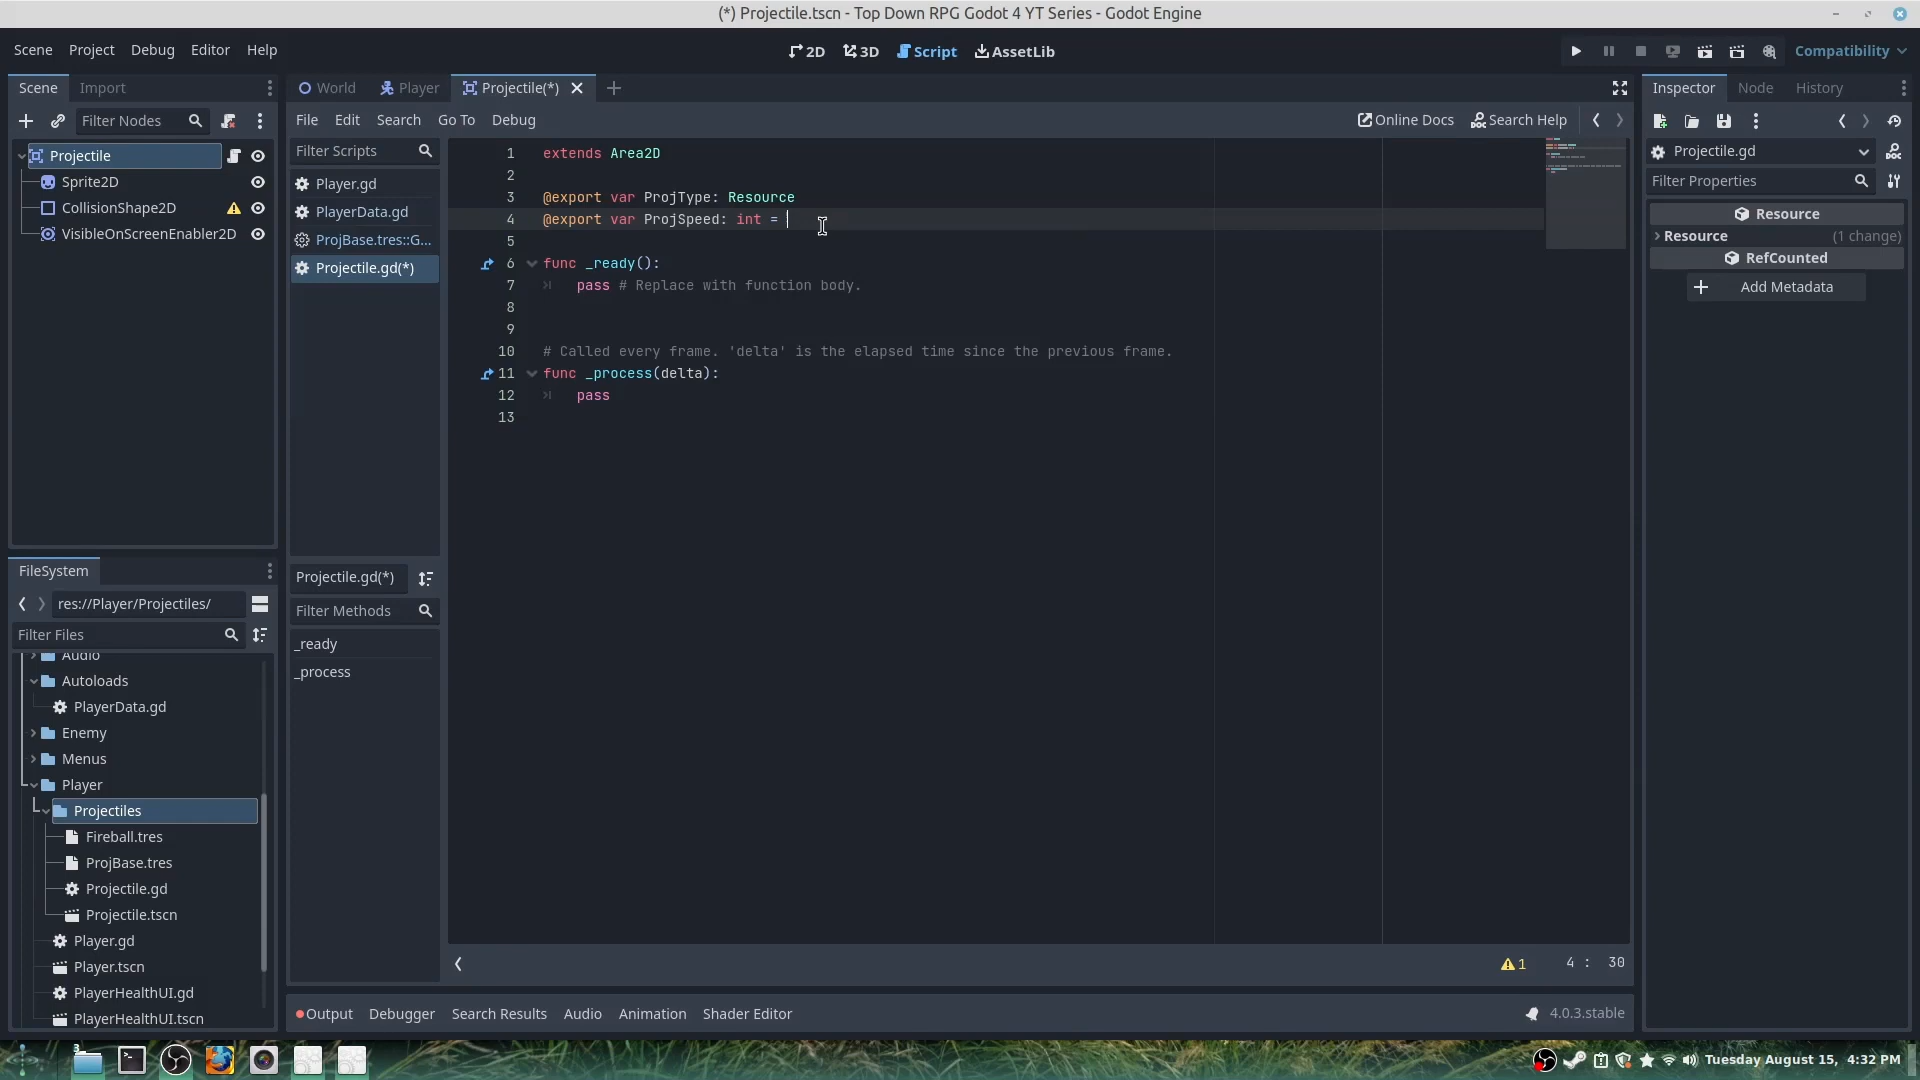 (*) Projectile.tscn - Top Down RPG Godot 4 YT Series - Godot Engine
Scene Project Debug Editor Help
2D 3D Script AssetLib
Compatibility
Scene Import
Filter Nodes
Projectile
Sprite2D
CollisionShape2D
VisibleOnScreenEnabler2D
FileSystem
res://Player/Projectiles/
Filter Files
Audio
Autoloads
PlayerData.gd
Enemy
Menus
Player
Projectiles
Fireball.tres
ProjBase.tres
Projectile.gd
Projectile.tscn
Player.gd
Player.tscn
PlayerHealthUI.gd
PlayerHealthUI.tscn
World Player Projectile(*)
File Edit Search Go To Debug
Online Docs Search Help
Filter Scripts
Player.gd
PlayerData.gd
ProjBase.tres::G...
Projectile.gd(*)
Projectile.gd(*)
Filter Methods
_ready
_process
1 extends Area2D
2
3 @export var ProjType: Resource
4 @export var ProjSpeed: int =
5
6 func _ready():
7 pass # Replace with function body.
8
9
10 # Called every frame. 'delta' is the elapsed time since the previous frame.
11 func _process(delta):
12 pass
13
1 4 : 30
Output Debugger Search Results Audio Animation Shader Editor
4.0.3.stable
Inspector Node History
Projectile.gd
Filter Properties
Resource
Resource (1 change)
RefCounted
Add Metadata
3
Tuesday August 15, 4:32 PM